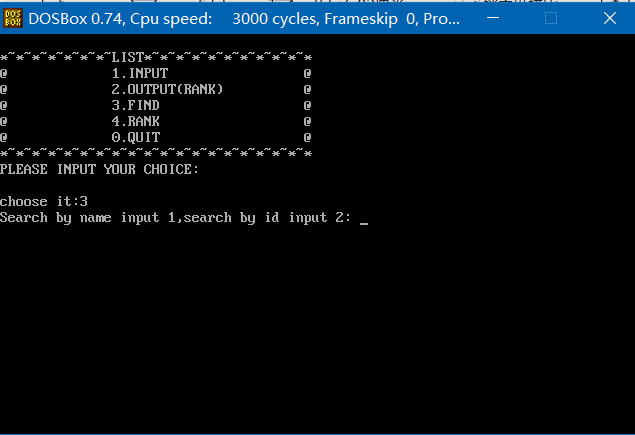 DOS
BOX
DOSBox 0.74, Cpu speed: 3000 cycles, Frameskip 0, Pro...
*~*~*~*~*~*~*~LIST*~*~*~*~*~*~*~*~*~*~*
@ 1.INPUT @
@ 2.OUTPUT(RANK) @
@ 3.FIND @
@ 4.RANK @
@ 0.QUIT @
*~*~*~*~*~*~*~*~*~*~*~*~*~*~*~*~*~*~*~*
PLEASE INPUT YOUR CHOICE:
choose it:3
Search by name input 1,search by id input 2: _